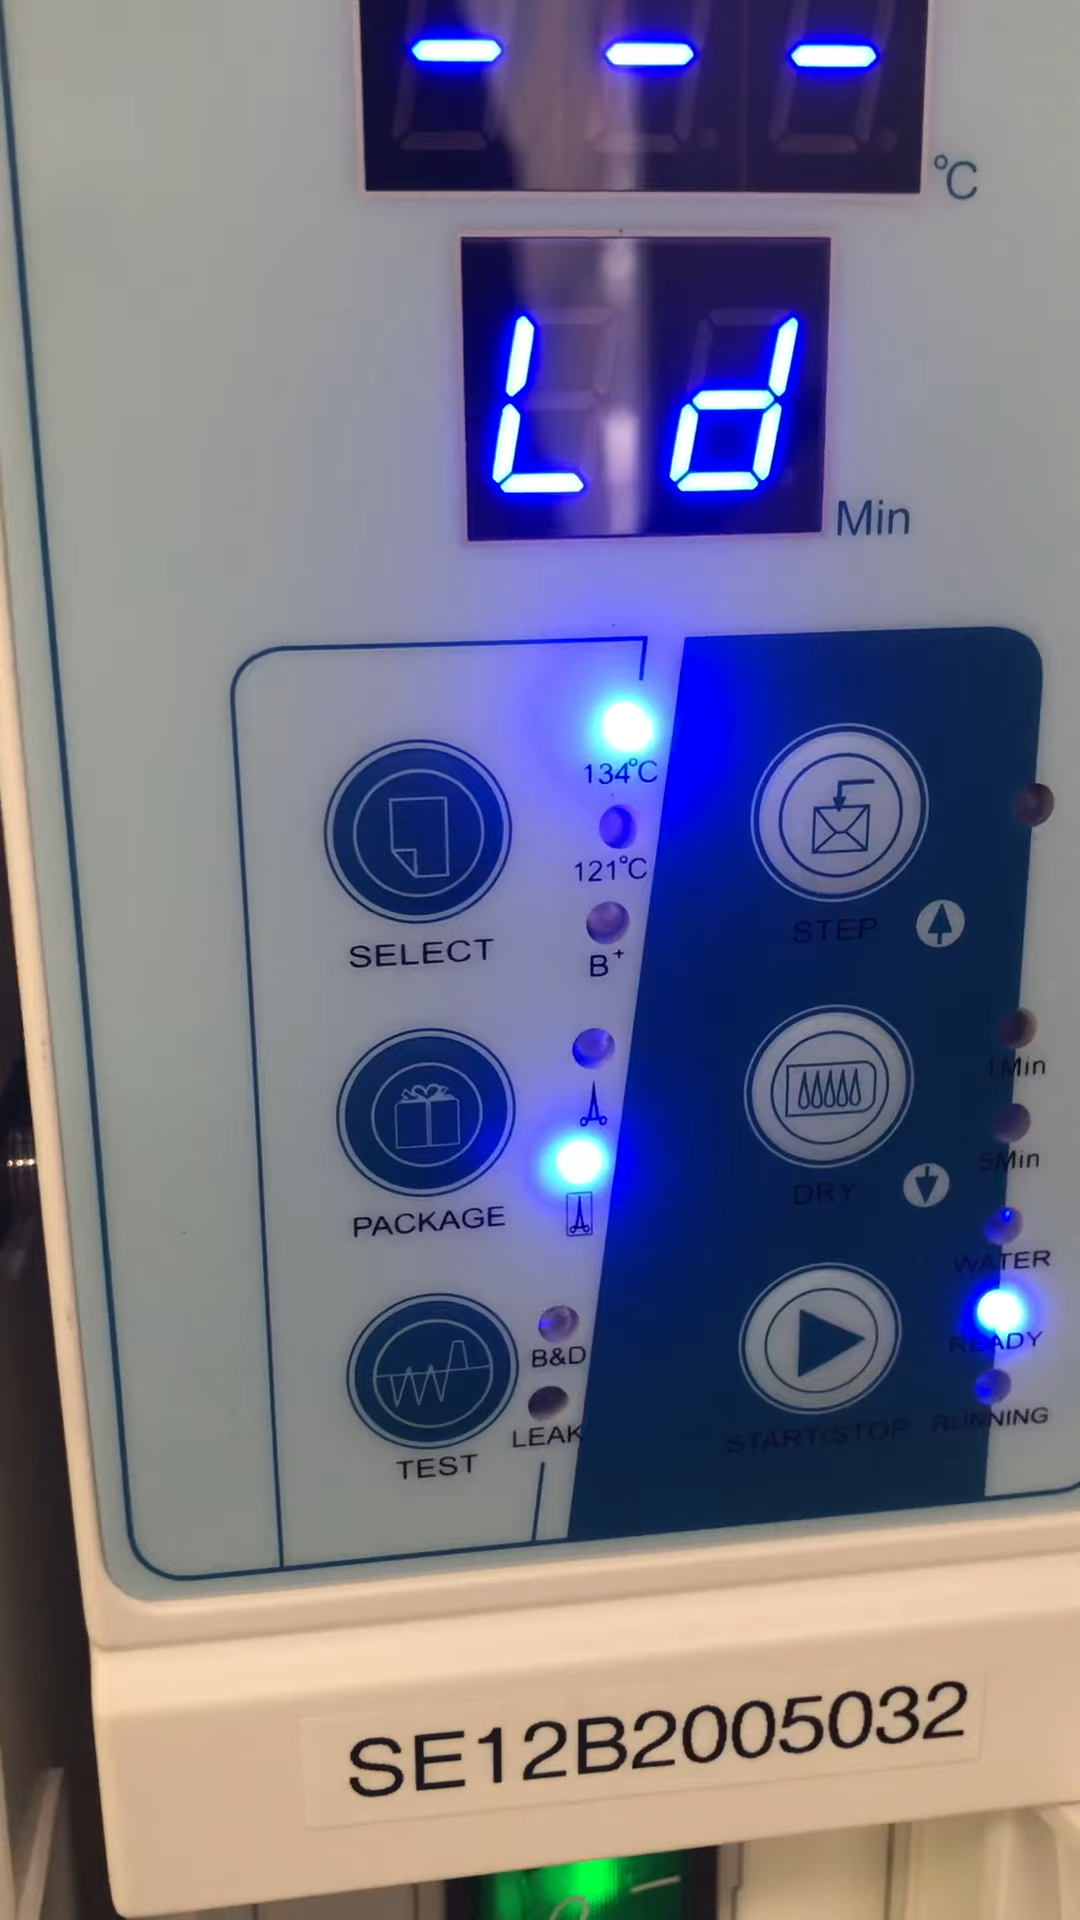 - - -
°C
Ld
Min
134°C
121°C
SELECT
B+
STEP
1Min
5Min
DRY
PACKAGE
WATER
READY
B&D
LEAK
RUNNING
START/STOP
TEST
SE12B2005032